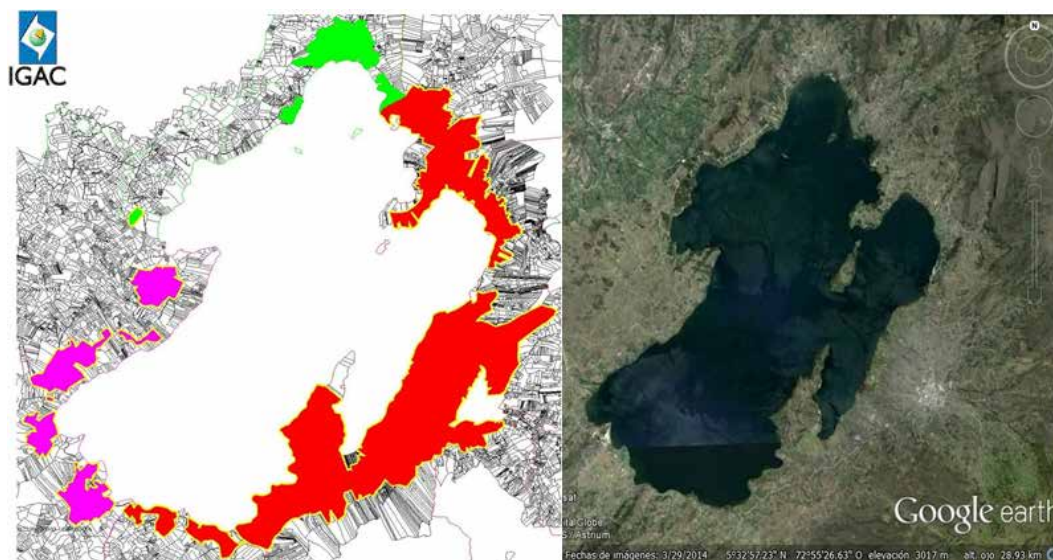 IGAC
N
Google earth
Fechas de imágenes: 3/29/2014 5°32'57.23" N 72°55'26.63" O elevación 3017 m alt. ojo 28.93 km